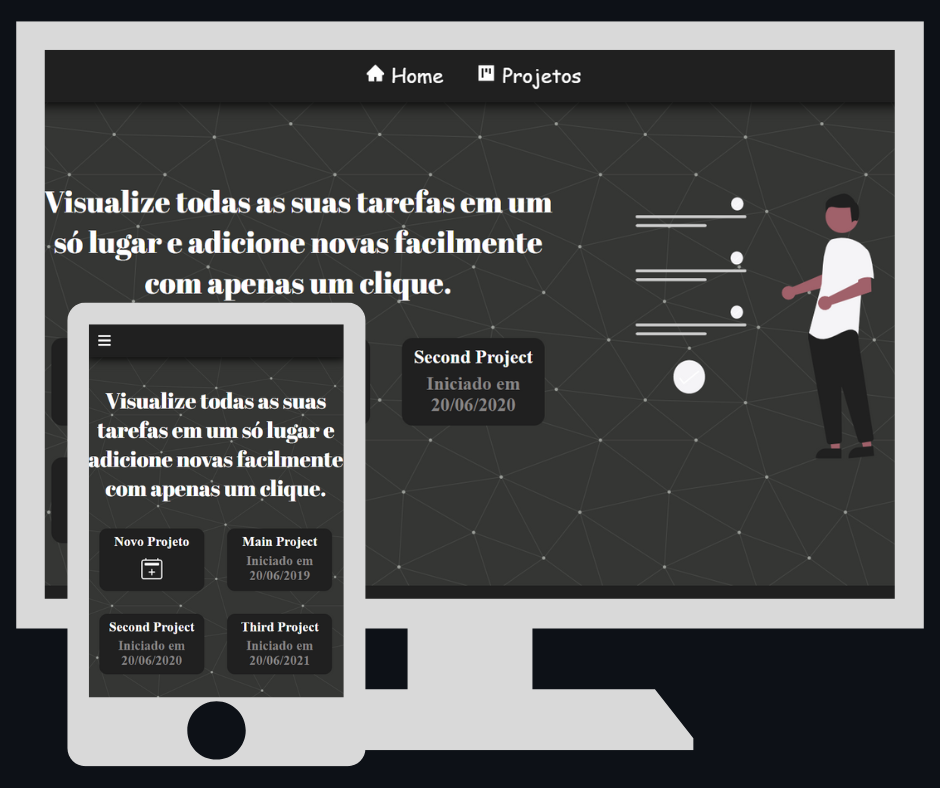 Home Projetos
Visualize todas as suas tarefas em um
só lugar e adicione novas facilmente
com apenas um clique.
Second Project
Iniciado em
20/06/2020
Visualize todas as suas
tarefas em um só lugar e
adicione novas facilmente
com apenas um clique.
Novo Projeto
Main Project
Iniciado em
20/06/2019
Second Project
Iniciado em
20/06/2020
Third Project
Iniciado em
20/06/2021